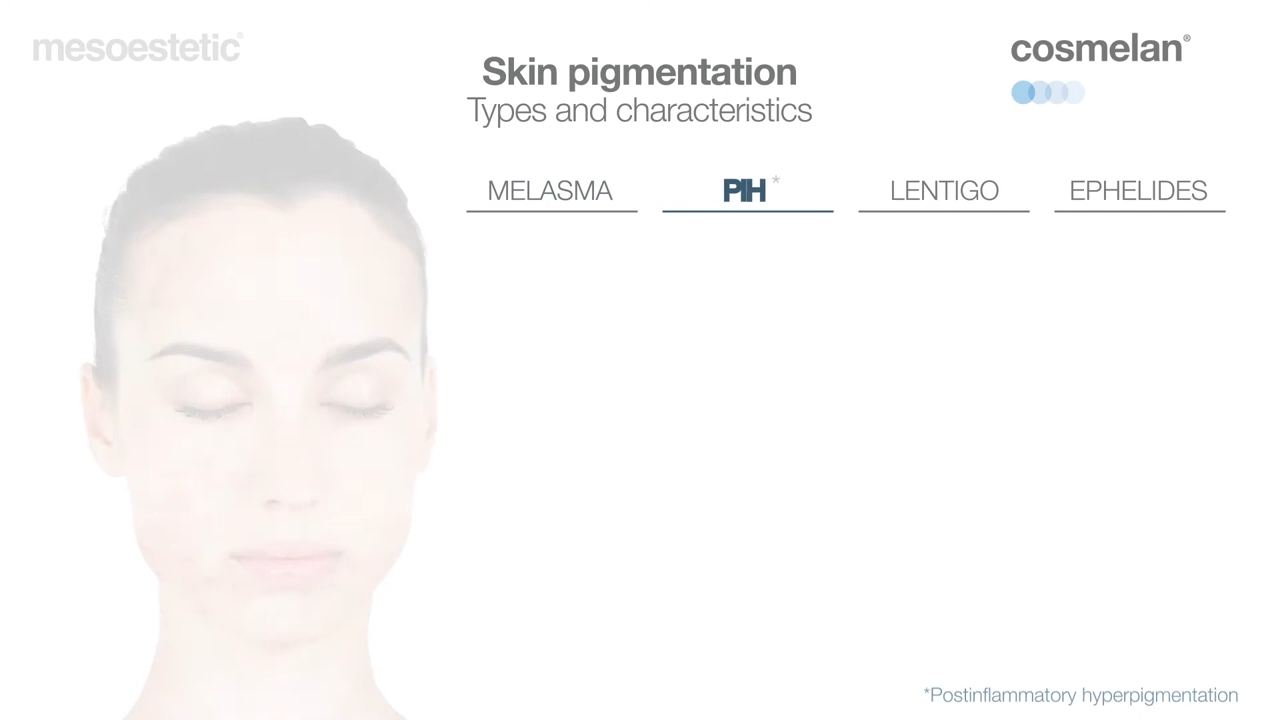 mesoestetic®
cosmelan®
Skin pigmentation
Types and characteristics
MELASMA
PIH *
LENTIGO
EPHELIDES
*Postinflammatory hyperpigmentation